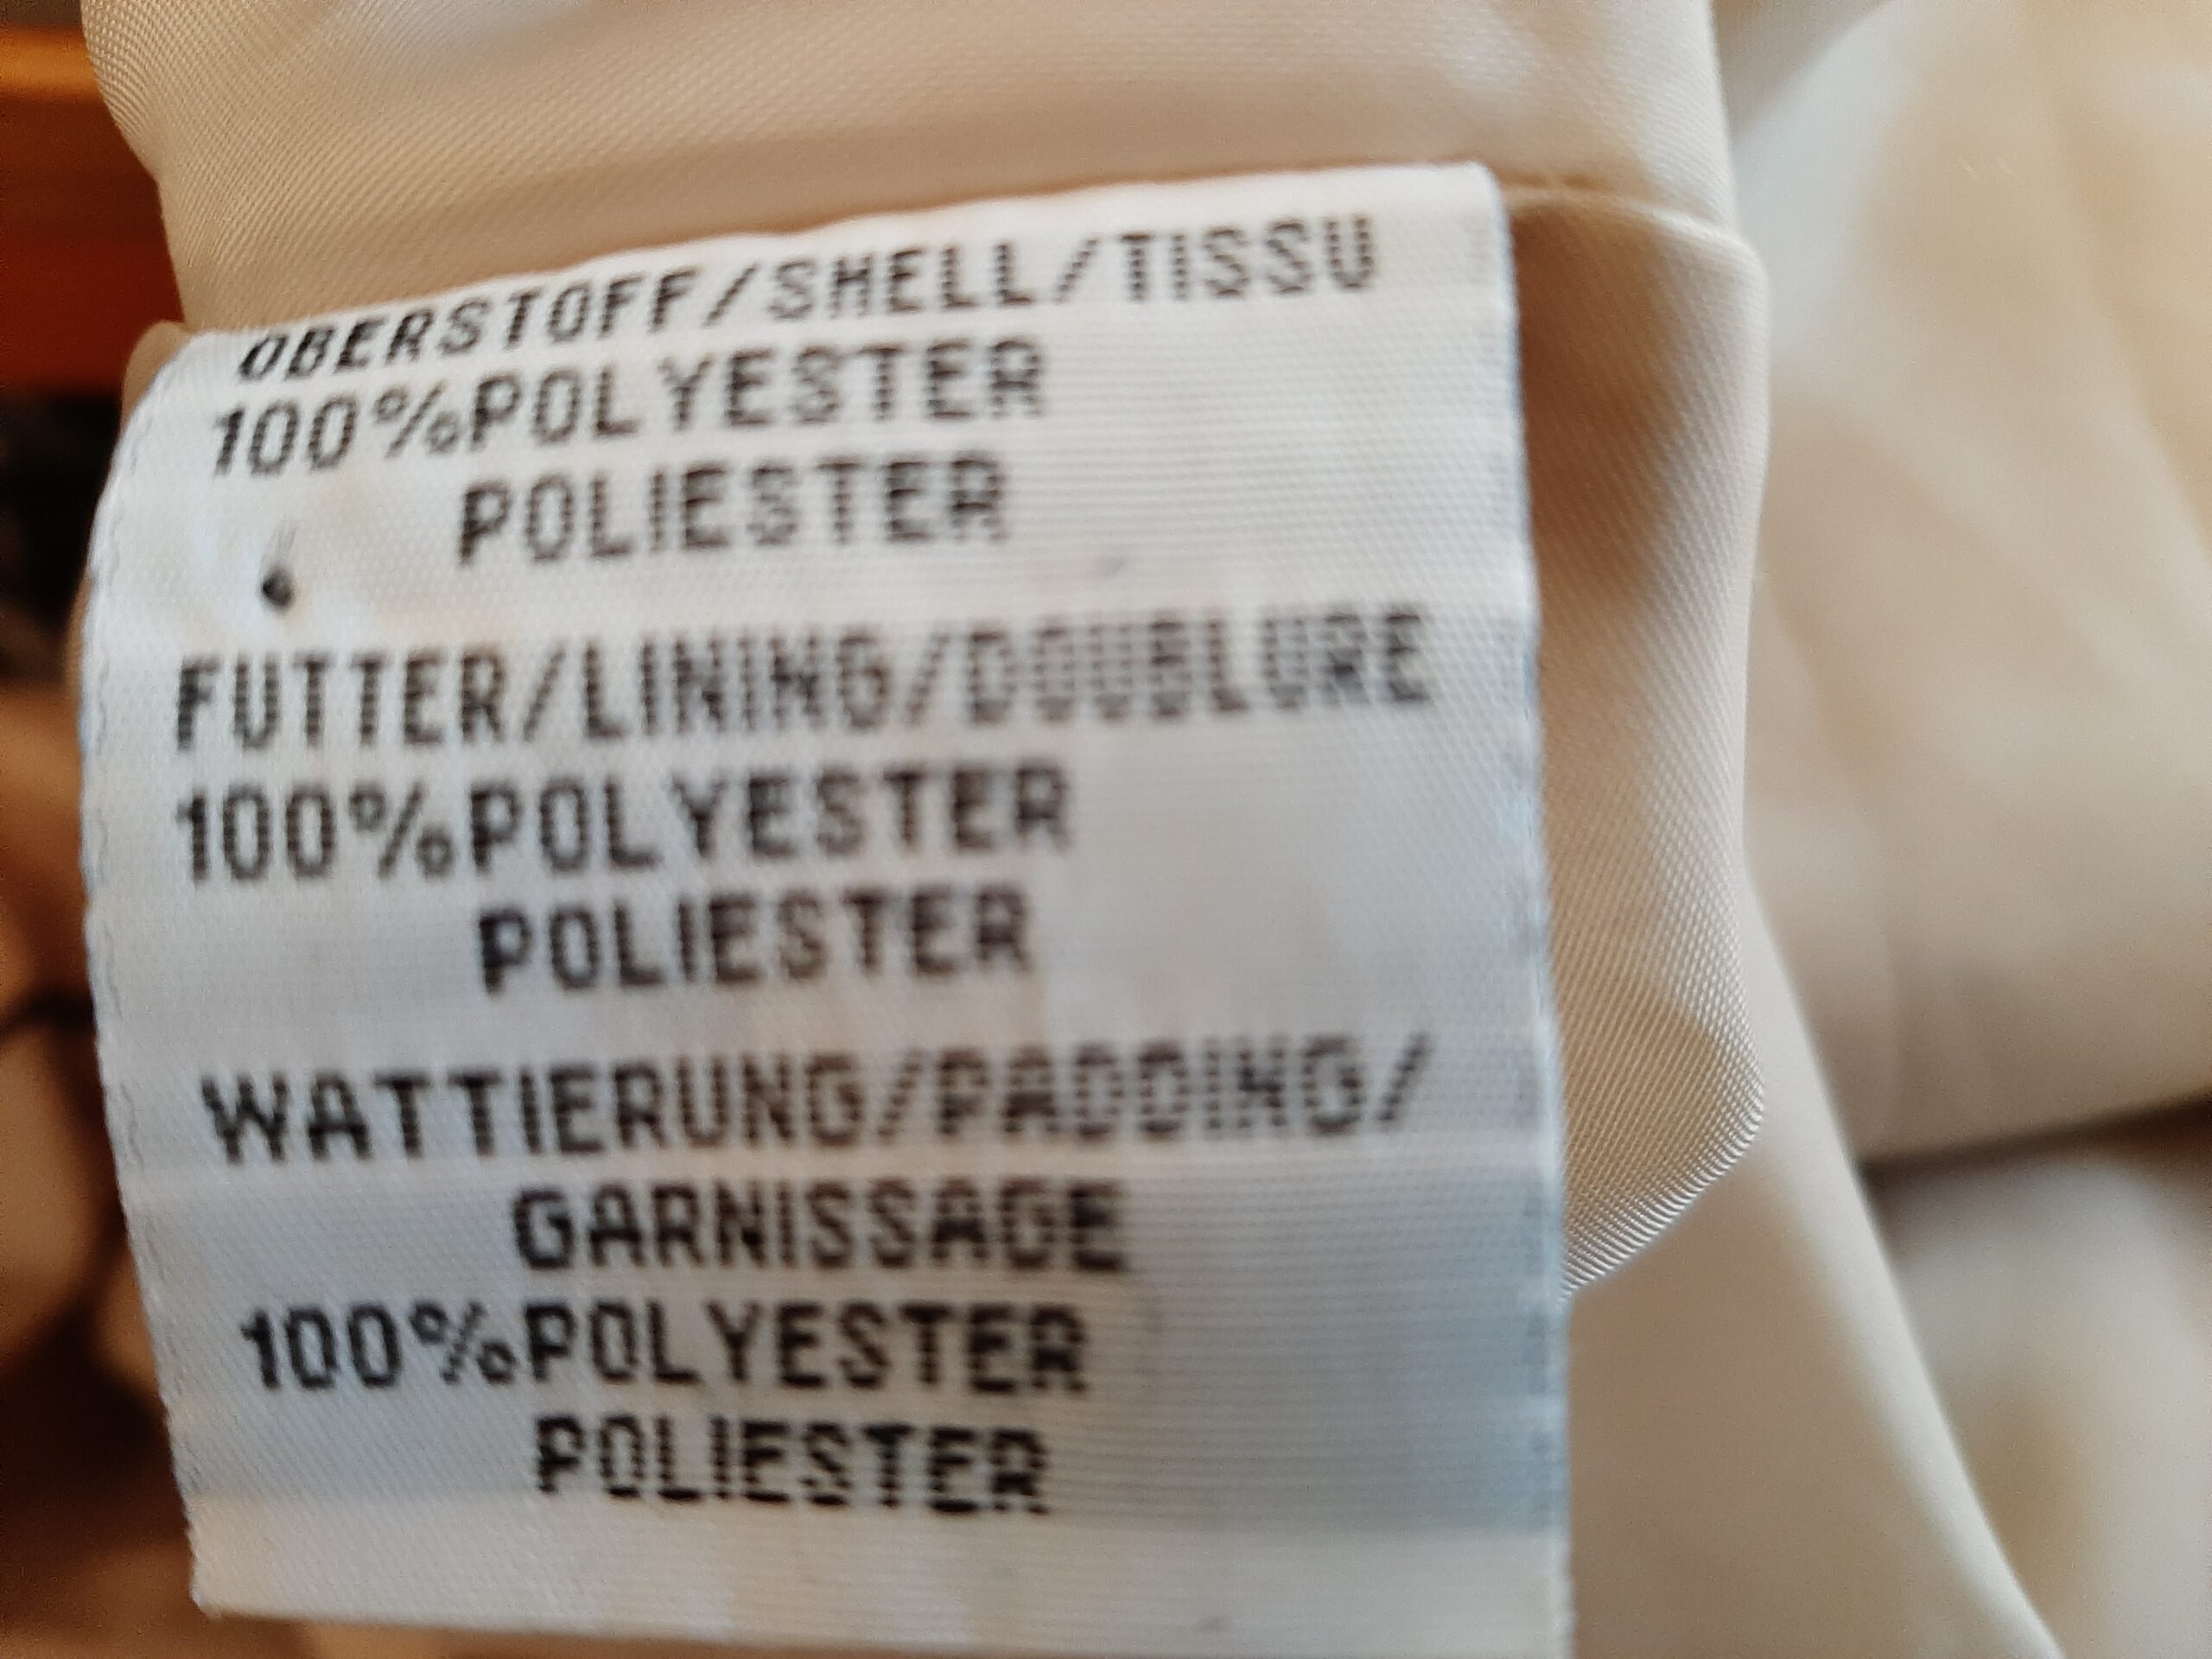 OBERSTOFF/SHELL/TISSU
100%POLYESTER
POLIESTER
FUTTER/LINING/DOUBLURE
100%POLYESTER
POLIESTER
WATTIERUNG/PADDING/
GARNISSAGE
100%POLYESTER
POLIESTER